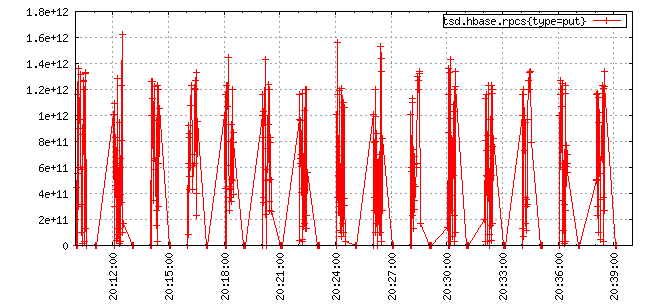 1.8e+12
1.6e+12
1.4e+12
1.2e+12
1e+12
8e+11
6e+11
4e+11
2e+11
0
tsd.hbase.rpcs{type=put}
20:12:00
20:15:00
20:18:00
20:21:00
20:24:00
20:27:00
20:30:00
20:33:00
20:36:00
20:39:00